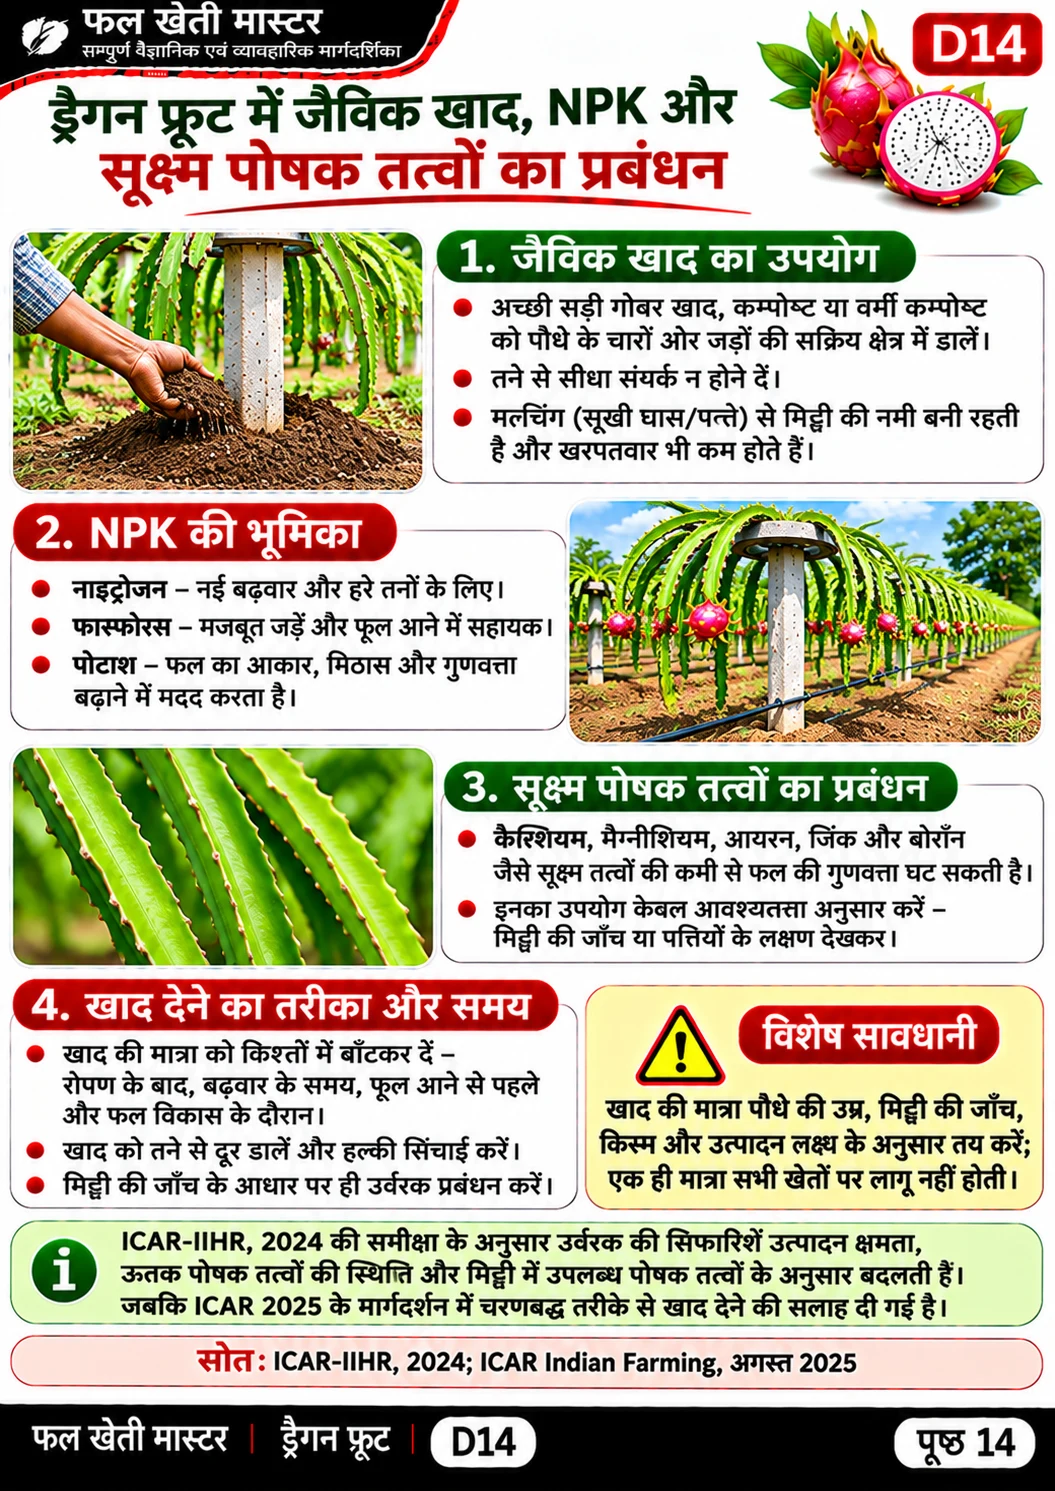 फल खेती मास्टर
सम्पुर्ण वैज्ञानिक एवं व्यावहारिक मार्गदर्शिका
D14
ड्रैगन फ्रूट में जैविक खाद, NPK और
सूक्ष्म पोषक तत्वों का प्रबंधन
1. जैविक खाद का उपयोग
अच्छी सड़ी गोबर खाद, कम्पोष्ट या वर्मी कम्पोष्ट
को पौधे के चारों ओर जड़ों की सक्रिय क्षेत्र में डालें।
तने से सीधा संयर्क न होने दें।
मलचिंग (सूखी घास/पत्ते) से मिट्टी की नमी बनी रहती
है और खरपतवार भी कम होते हैं।
2. NPK की भूमिका
नाइट्रोजन – नई बढ़वार और हरे तनों के लिए।
फास्फोरस – मजबूत जड़ें और फूल आने में सहायक।
पोटाश – फल का आकार, मिठास और गुणवत्ता
बढ़ाने में मदद करता है।
3. सूक्ष्म पोषक तत्वों का प्रबंधन
कैल्शियम, मैग्नीशियम, आयरन, जिंक और बोरॉन
जैसे सूक्ष्म तत्वों की कमी से फल की गुणवत्ता घट सकती है।
इनका उपयोग केबल आवश्यतत्ता अनुसार करें –
मिट्टी की जाँच या पत्तियों के लक्षण देखकर।
4. खाद देने का तरीका और समय
खाद की मात्रा को किश्तों में बाँटकर दें –
रोपण के बाद, बढ़वार के समय, फूल आने से पहले
और फल विकास के दौरान।
खाद को तने से दूर डालें और हल्की सिंचाई करें।
मिट्टी की जाँच के आधार पर ही उर्वरक प्रबंधन करें।
विशेष सावधानी
खाद की मात्रा पौधे की उम्र, मिट्टी की जाँच,
किस्म और उत्पादन लक्ष्ध के अनुसार तय करें;
एक ही मात्रा सभी खेतों पर लागू नहीं होती।
ICAR-IIHR, 2024 की समीक्षा के अनुसार उर्वरक की सिफारिशें उत्पादन क्षमता,
ऊतक पोषक तत्वों की स्थिति और मिट्टी में उपलब्ध पोषक तत्वों के अनुसार बदलती हैं।
जबकि ICAR 2025 के मार्गदर्शन में चरणबद्ध तरीके से खाद देने की सलाह दी गई है।
सोत: ICAR-IIHR, 2024; ICAR Indian Farming, अगस्त 2025
फल खेती मास्टर | ड्रैगन फ्रूट | D14
पृष्ठ 14